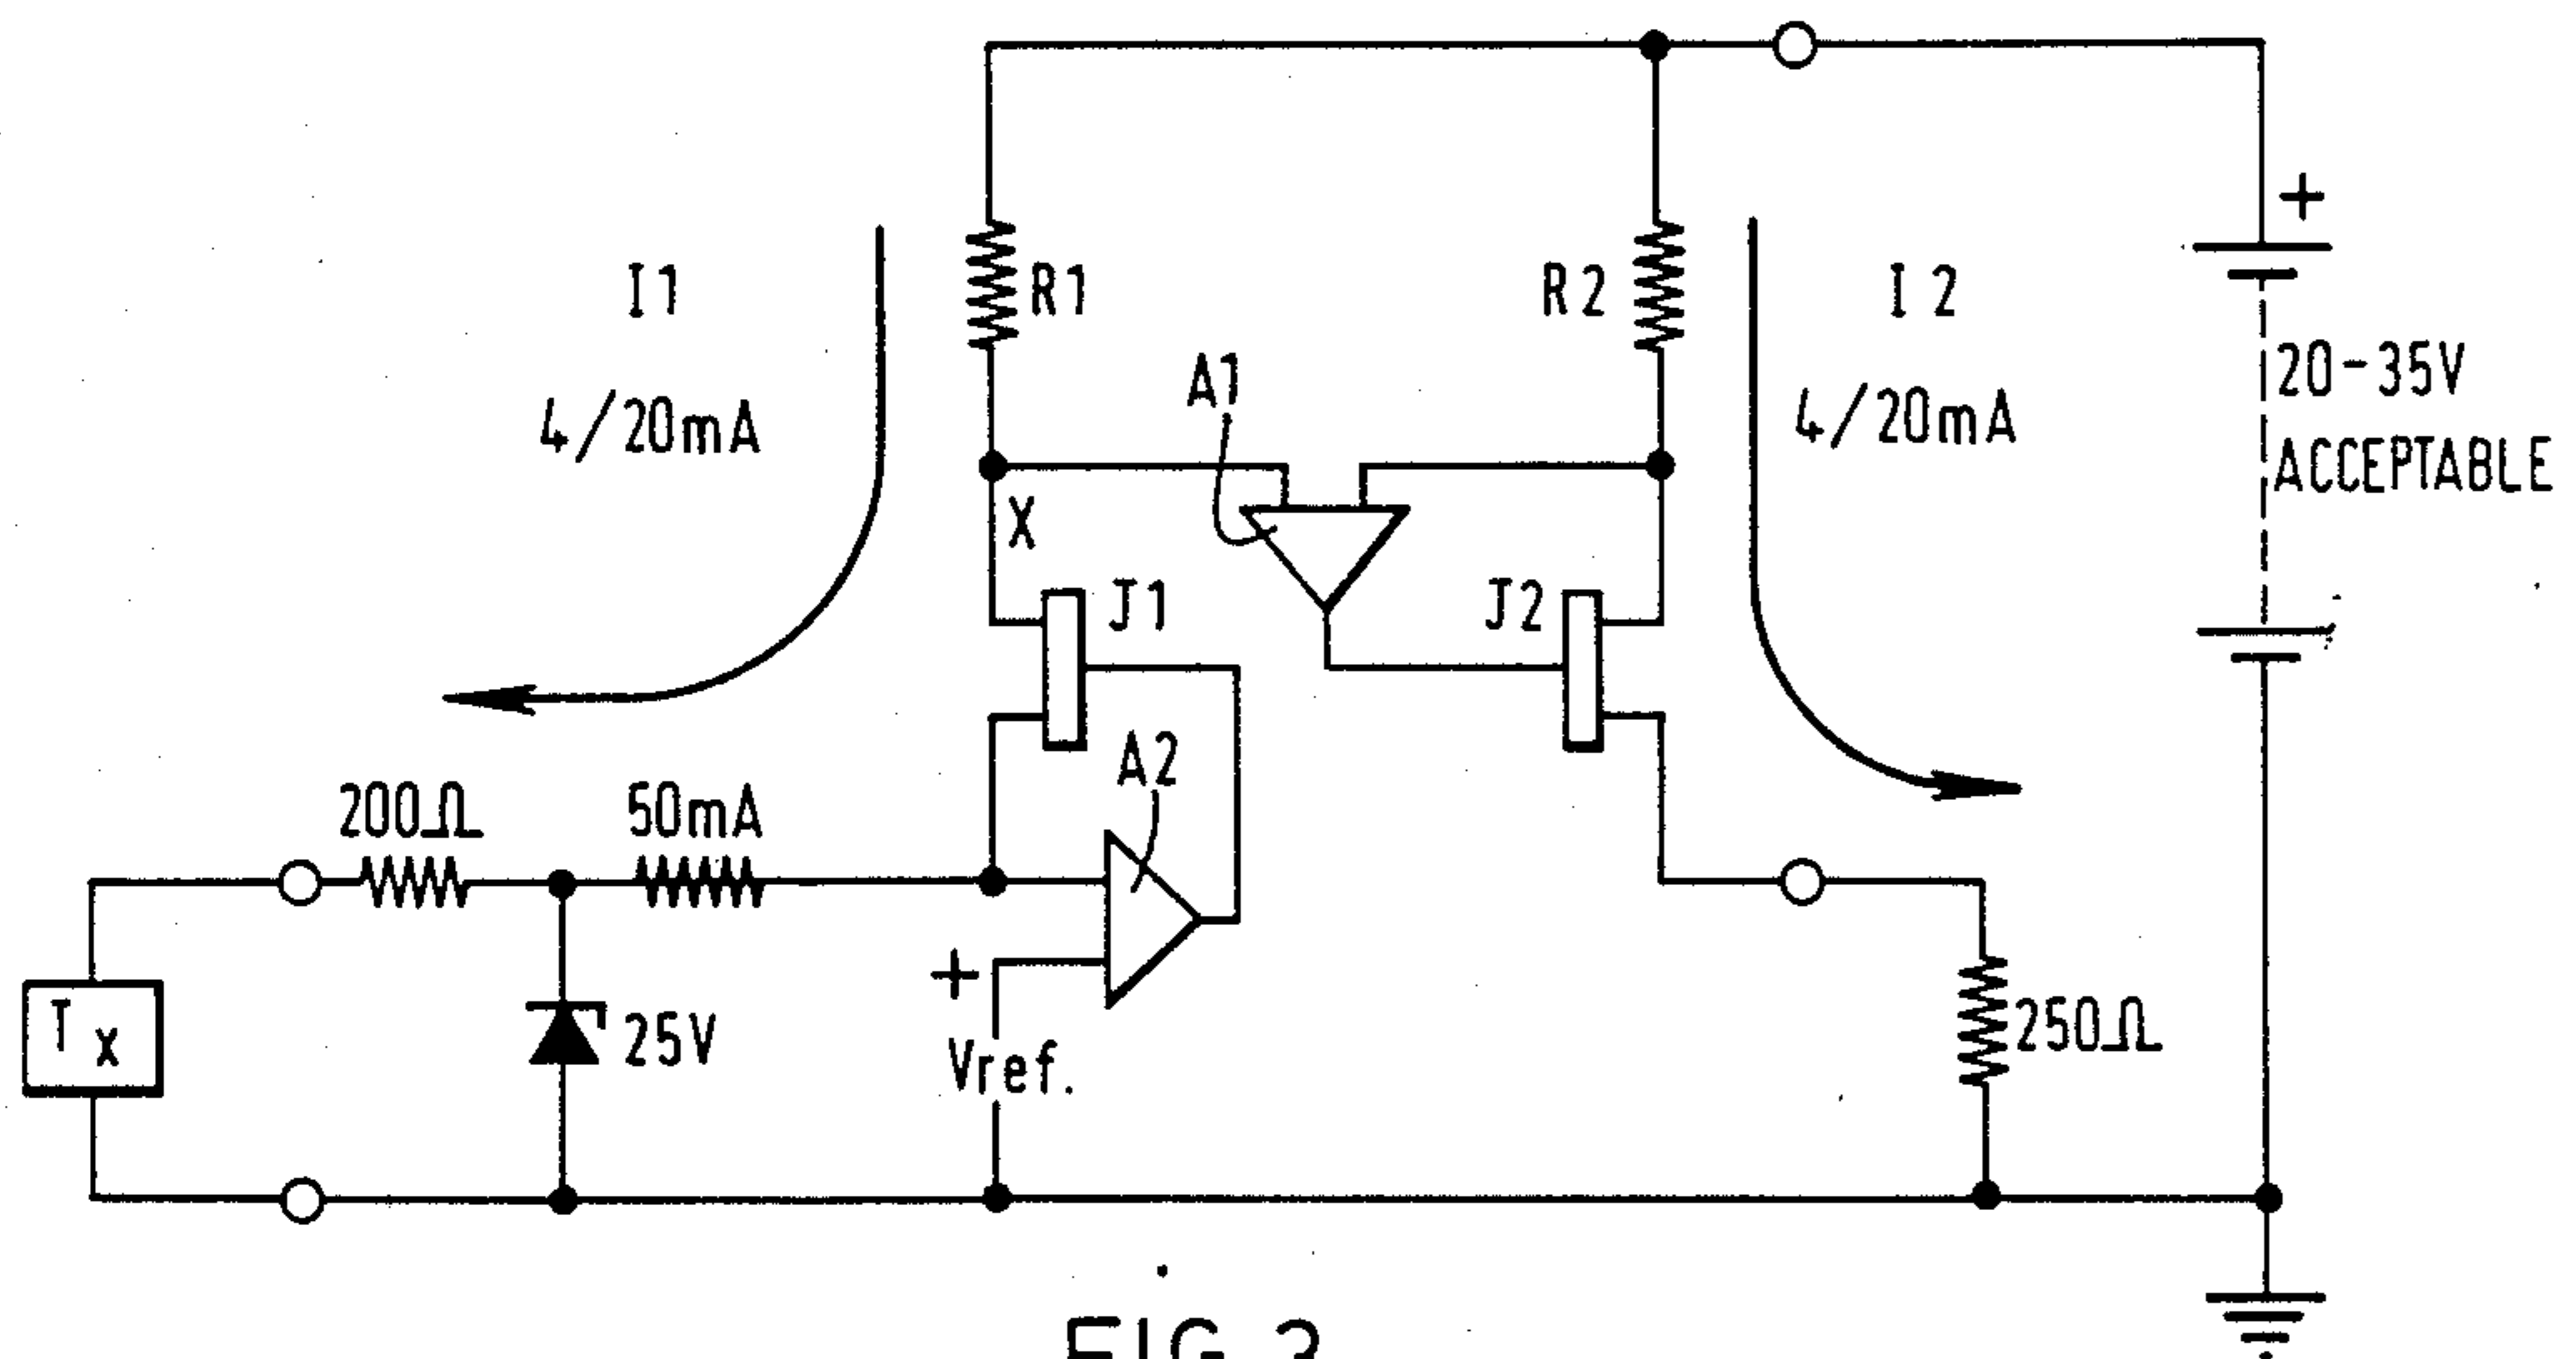 +
I1
R1
R2
I2
A1
20-35V
4/20mA
4/20mA
ACCEPTABLE
X
J1
J2
A2
200Ω
50mA
+
Tx
25V
Vref.
250Ω
FIG.3